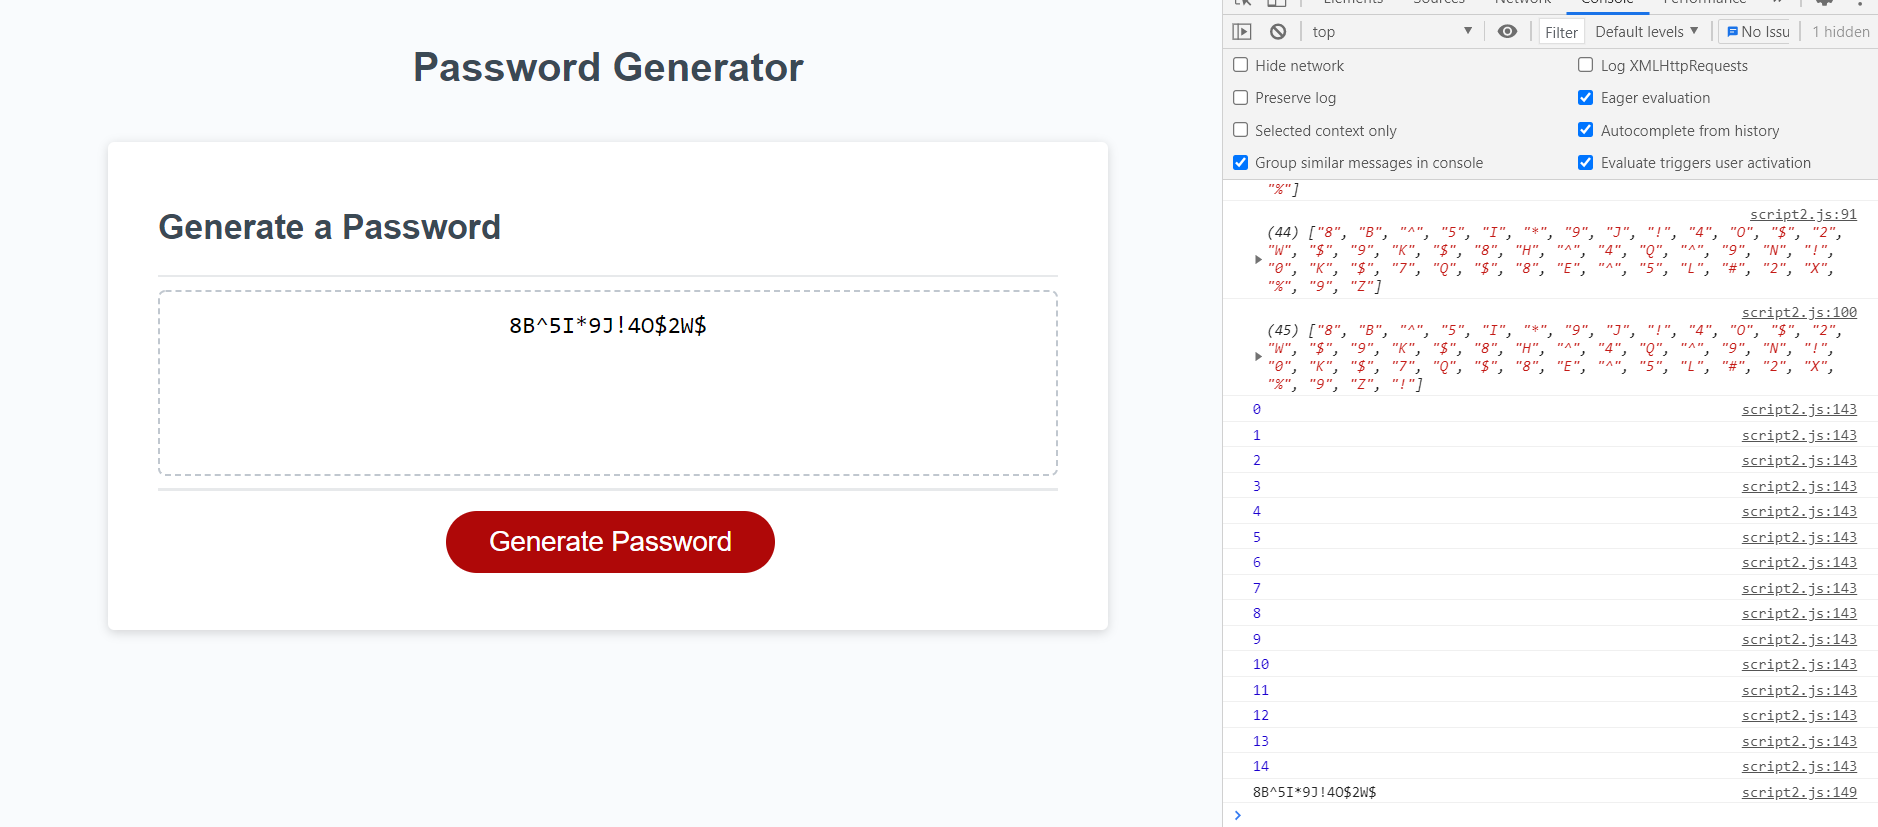 Password Generator
Generate a Password
8B^5I*9J!4O$2W$
Generate Password
Elements Sources Network Console Performance
top Filter Default levels No Issu 1 hidden
Hide network Log XMLHttpRequests
Preserve log Eager evaluation
Selected context only Autocomplete from history
Group similar messages in console Evaluate triggers user activation
"%"]
script2.js:91
(44) ["8", "B", "^", "5", "I", "*", "9", "J", "!", "4", "O", "$", "2",
"W", "$", "9", "K", "$", "8", "H", "^", "4", "Q", "^", "9", "N", "!",
"0", "K", "$", "7", "Q", "$", "8", "E", "^", "5", "L", "#", "2", "X",
"%", "9", "Z"]
script2.js:100
(45) ["8", "B", "^", "5", "I", "*", "9", "J", "!", "4", "O", "$", "2",
"W", "$", "9", "K", "$", "8", "H", "^", "4", "Q", "^", "9", "N", "!",
"0", "K", "$", "7", "Q", "$", "8", "E", "^", "5", "L", "#", "2", "X",
"%", "9", "Z", "!"]
0 script2.js:143
1 script2.js:143
2 script2.js:143
3 script2.js:143
4 script2.js:143
5 script2.js:143
6 script2.js:143
7 script2.js:143
8 script2.js:143
9 script2.js:143
10 script2.js:143
11 script2.js:143
12 script2.js:143
13 script2.js:143
14 script2.js:143
8B^5I*9J!4O$2W$ script2.js:149